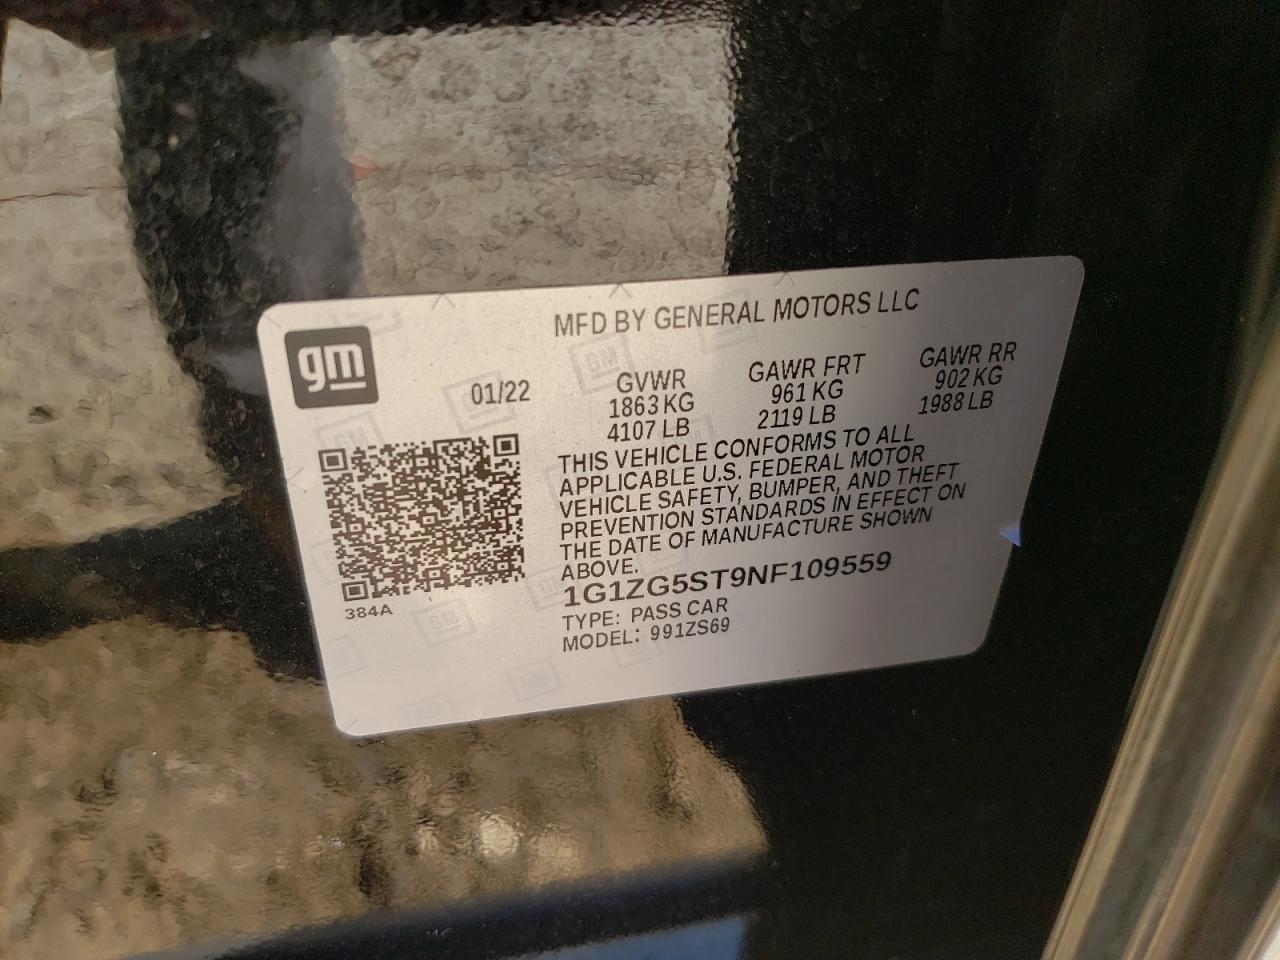 MFD BY GENERAL MOTORS LLC
gm
01/22
GVWR
1863 KG
4107 LB
GAWR FRT
961 KG
2119 LB
GAWR RR
902 KG
1988 LB
THIS VEHICLE CONFORMS TO ALL
APPLICABLE U.S. FEDERAL MOTOR
VEHICLE SAFETY, BUMPER, AND THEFT
PREVENTION STANDARDS IN EFFECT ON
THE DATE OF MANUFACTURE SHOWN
ABOVE.
1G1ZG5ST9NF109559
TYPE: PASS CAR
MODEL: 991ZS69
384A